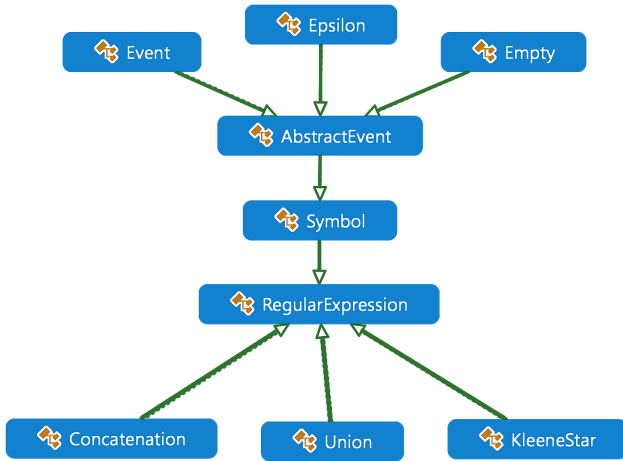 Epsilon
Event
Empty
AbstractEvent
Symbol
RegularExpression
Concatenation
Union
KleeneStar